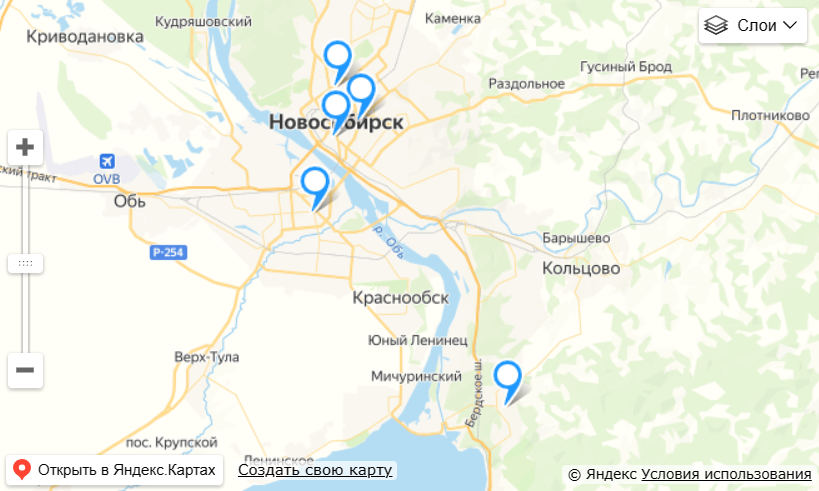 Кудряшовский
Каменка
Слои
Криводановка
Гусиный Брод
Раздольное
Плотниково
Новосибирск
ский тракт
OVB
Обь
р. Обь
Р-254
Барышево
Кольцово
Краснообск
Юный Ленинец
Верх-Тула
Мичуринский
Бердское ш.
пос. Крупской
Ленинское
Открыть в Яндекс.Картах
Создать свою карту
© Яндекс Условия использования